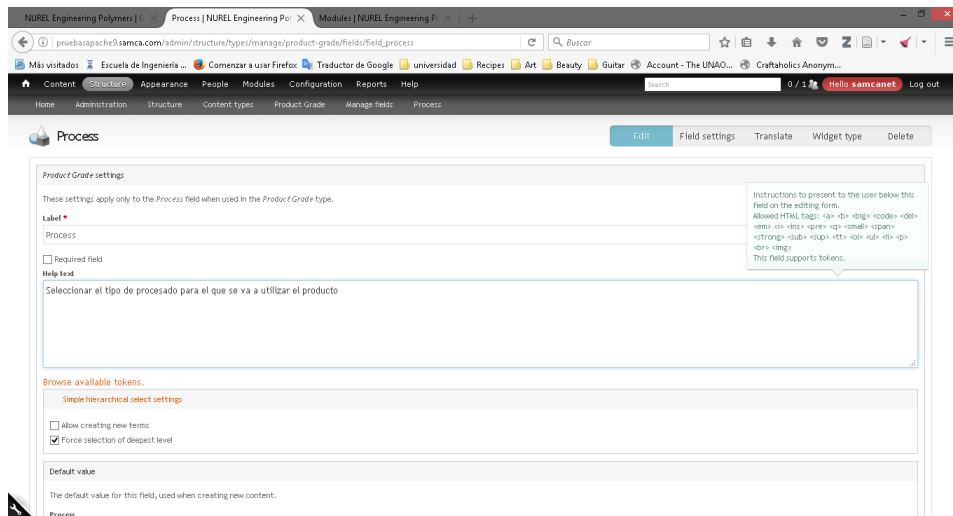 NUREL Engineering Polymers | C
Process | NUREL Engineering Pol
Modules | NUREL Engineering P
pruebasapache9.samca.com/admin/structure/types/manage/product-grade/fields/field_process
Buscar
Más visitados Escuela de Ingeniería ... Comenzar a usar Firefox Traductor de Google universidad Recipes Art Beauty Guitar Account - The UNAO... Craftaholics Anonym...
Content Structure Appearance People Modules Configuration Reports Help Search 0 / 1 Hello samcanet Log out
Home Administration Structure Content types Product Grade Manage fields Process
Process
Edit Field settings Translate Widget type Delete
Product Grade settings
These settings apply only to the Process field when used in the Product Grade type.
Label *
Process
Instructions to present to the user below this
field on the editing form.
Allowed HTML tags: <a> <b> <big> <code> <del>
<em> <i> <ins> <pre> <q> <small> <span>
<strong> <sub> <sup> <tt> <ol> <ul> <li> <p>
<br> <img>
This field supports tokens.
Required field
Help text
Seleccionar el tipo de procesado para el que se va a utilizar el producto
Browse available tokens.
Simple hierarchical select settings
Allow creating new terms
Force selection of deepest level
Default value
The default value for this field, used when creating new content.
Process